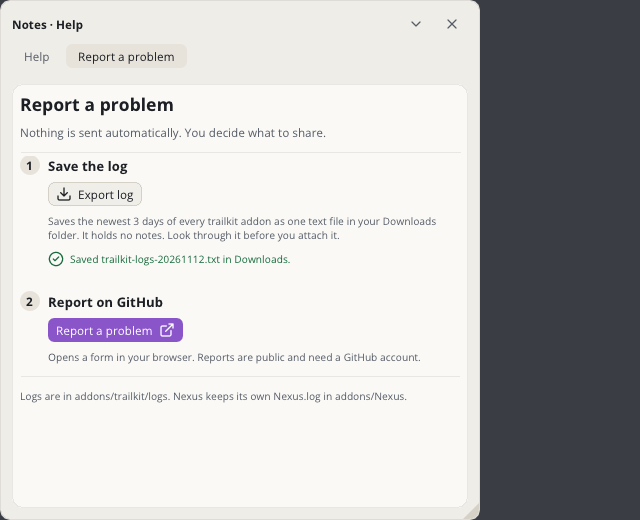 Notes · Help
Help
Report a problem
Report a problem
Nothing is sent automatically. You decide what to share.
1
Save the log
Export log
Saves the newest 3 days of every trailkit addon as one text file in your Downloads
folder. It holds no notes. Look through it before you attach it.
Saved trailkit-logs-20261112.txt in Downloads.
2
Report on GitHub
Report a problem
Opens a form in your browser. Reports are public and need a GitHub account.
Logs are in addons/trailkit/logs. Nexus keeps its own Nexus.log in addons/Nexus.